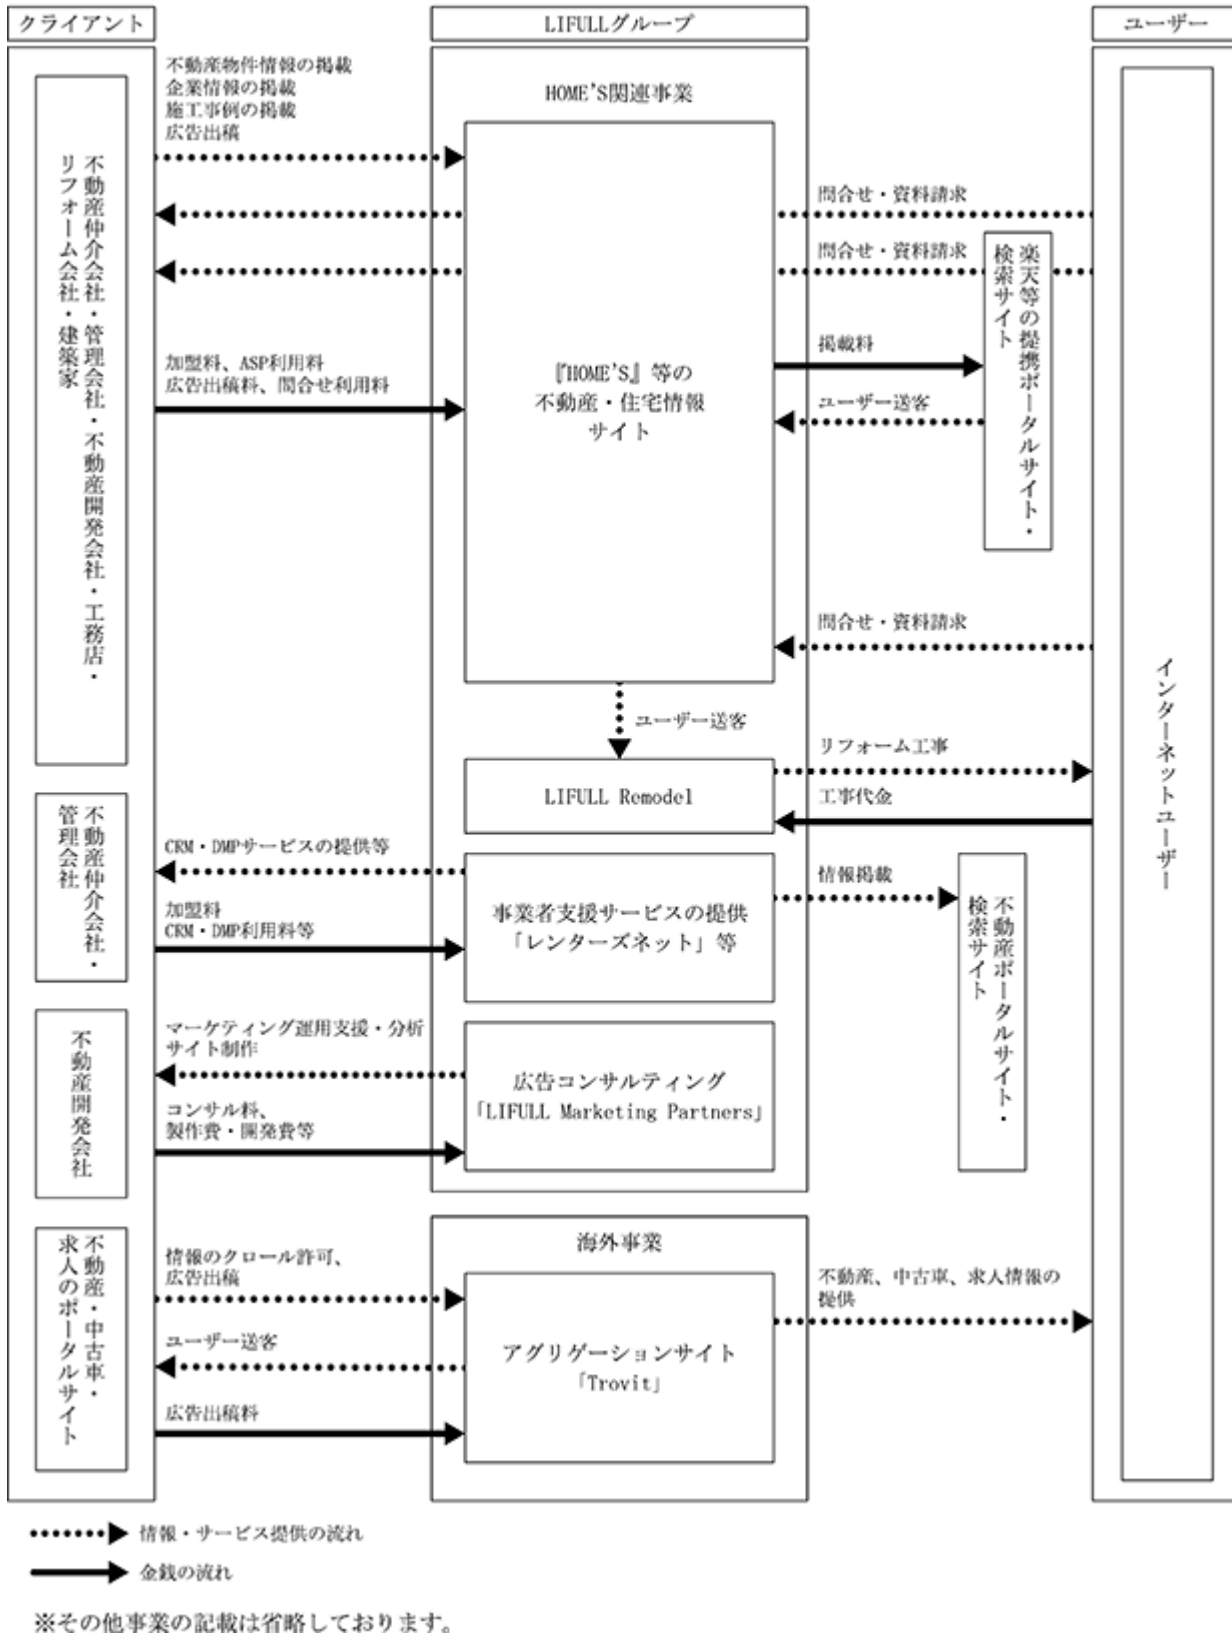 クライアント
LIFULLグループ
ユーザー
不動産仲介会社・管理会社・不動産開発会社・工務店・
リフォーム会社・建築家
不動産物件情報の掲載
企業情報の掲載
施工事例の掲載
広告出稿
HOME'S関連事業
『HOME'S』等の
不動産・住宅情報
サイト
問合せ・資料請求
問合せ・資料請求
楽天等の提携ポータルサイト・
検索サイト
掲載料
ユーザー送客
加盟料、ASP利用料
広告出稿料、問合せ利用料
問合せ・資料請求
インターネットユーザー
ユーザー送客
LIFULL Remodel
リフォーム工事
工事代金
不動産仲介会社・
管理会社
CRM・DMPサービスの提供等
加盟料
CRM・DMP利用料等
事業者支援サービスの提供
「レンターズネット」等
情報掲載
不動産ポータルサイト・
検索サイト
不動産開発会社
マーケティング運用支援・分析
サイト制作
コンサル料、
製作費・開発費等
広告コンサルティング
「LIFULL Marketing Partners」
不動産・中古車・
求人のポータルサイト
情報のクロール許可、
広告出稿
ユーザー送客
広告出稿料
海外事業
アグリゲーションサイト
「Trovit」
不動産、中古車、求人情報の
提供
情報・サービス提供の流れ
金銭の流れ
※その他事業の記載は省略しております。